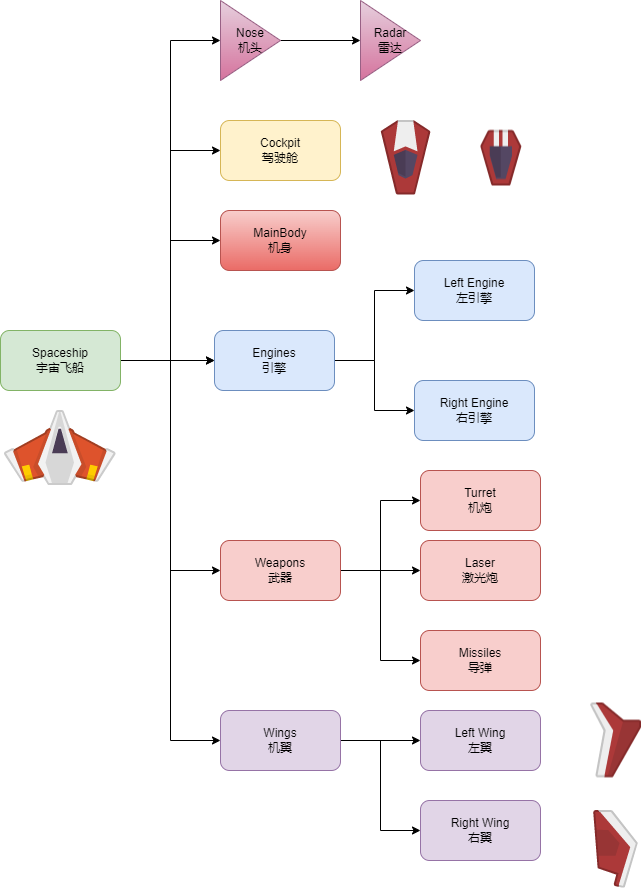 Nose
机头
Radar
雷达
Cockpit
驾驶舱
MainBody
机身
Spaceship
宇宙飞船
Engines
引擎
Left Engine
左引擎
Right Engine
右引擎
Weapons
武器
Turret
机炮
Laser
激光炮
Missiles
导弹
Wings
机翼
Left Wing
左翼
Right Wing
右翼